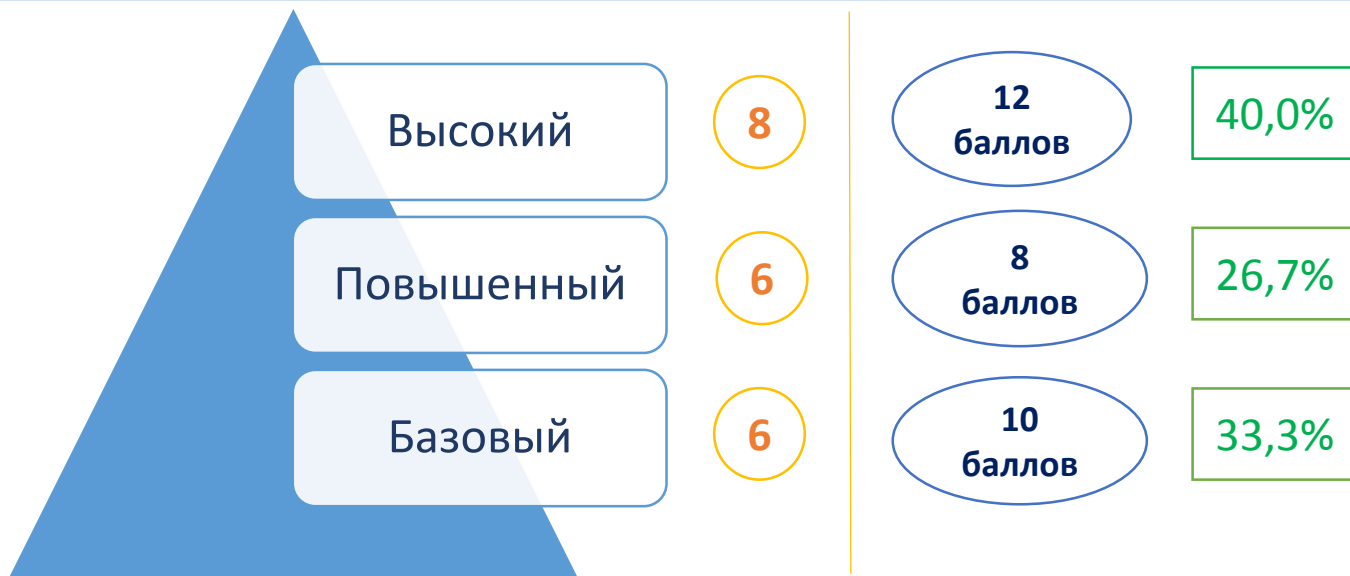 Высокий
8
12
баллов
40,0%
Повышенный
6
8
баллов
26,7%
Базовый
6
10
баллов
33,3%